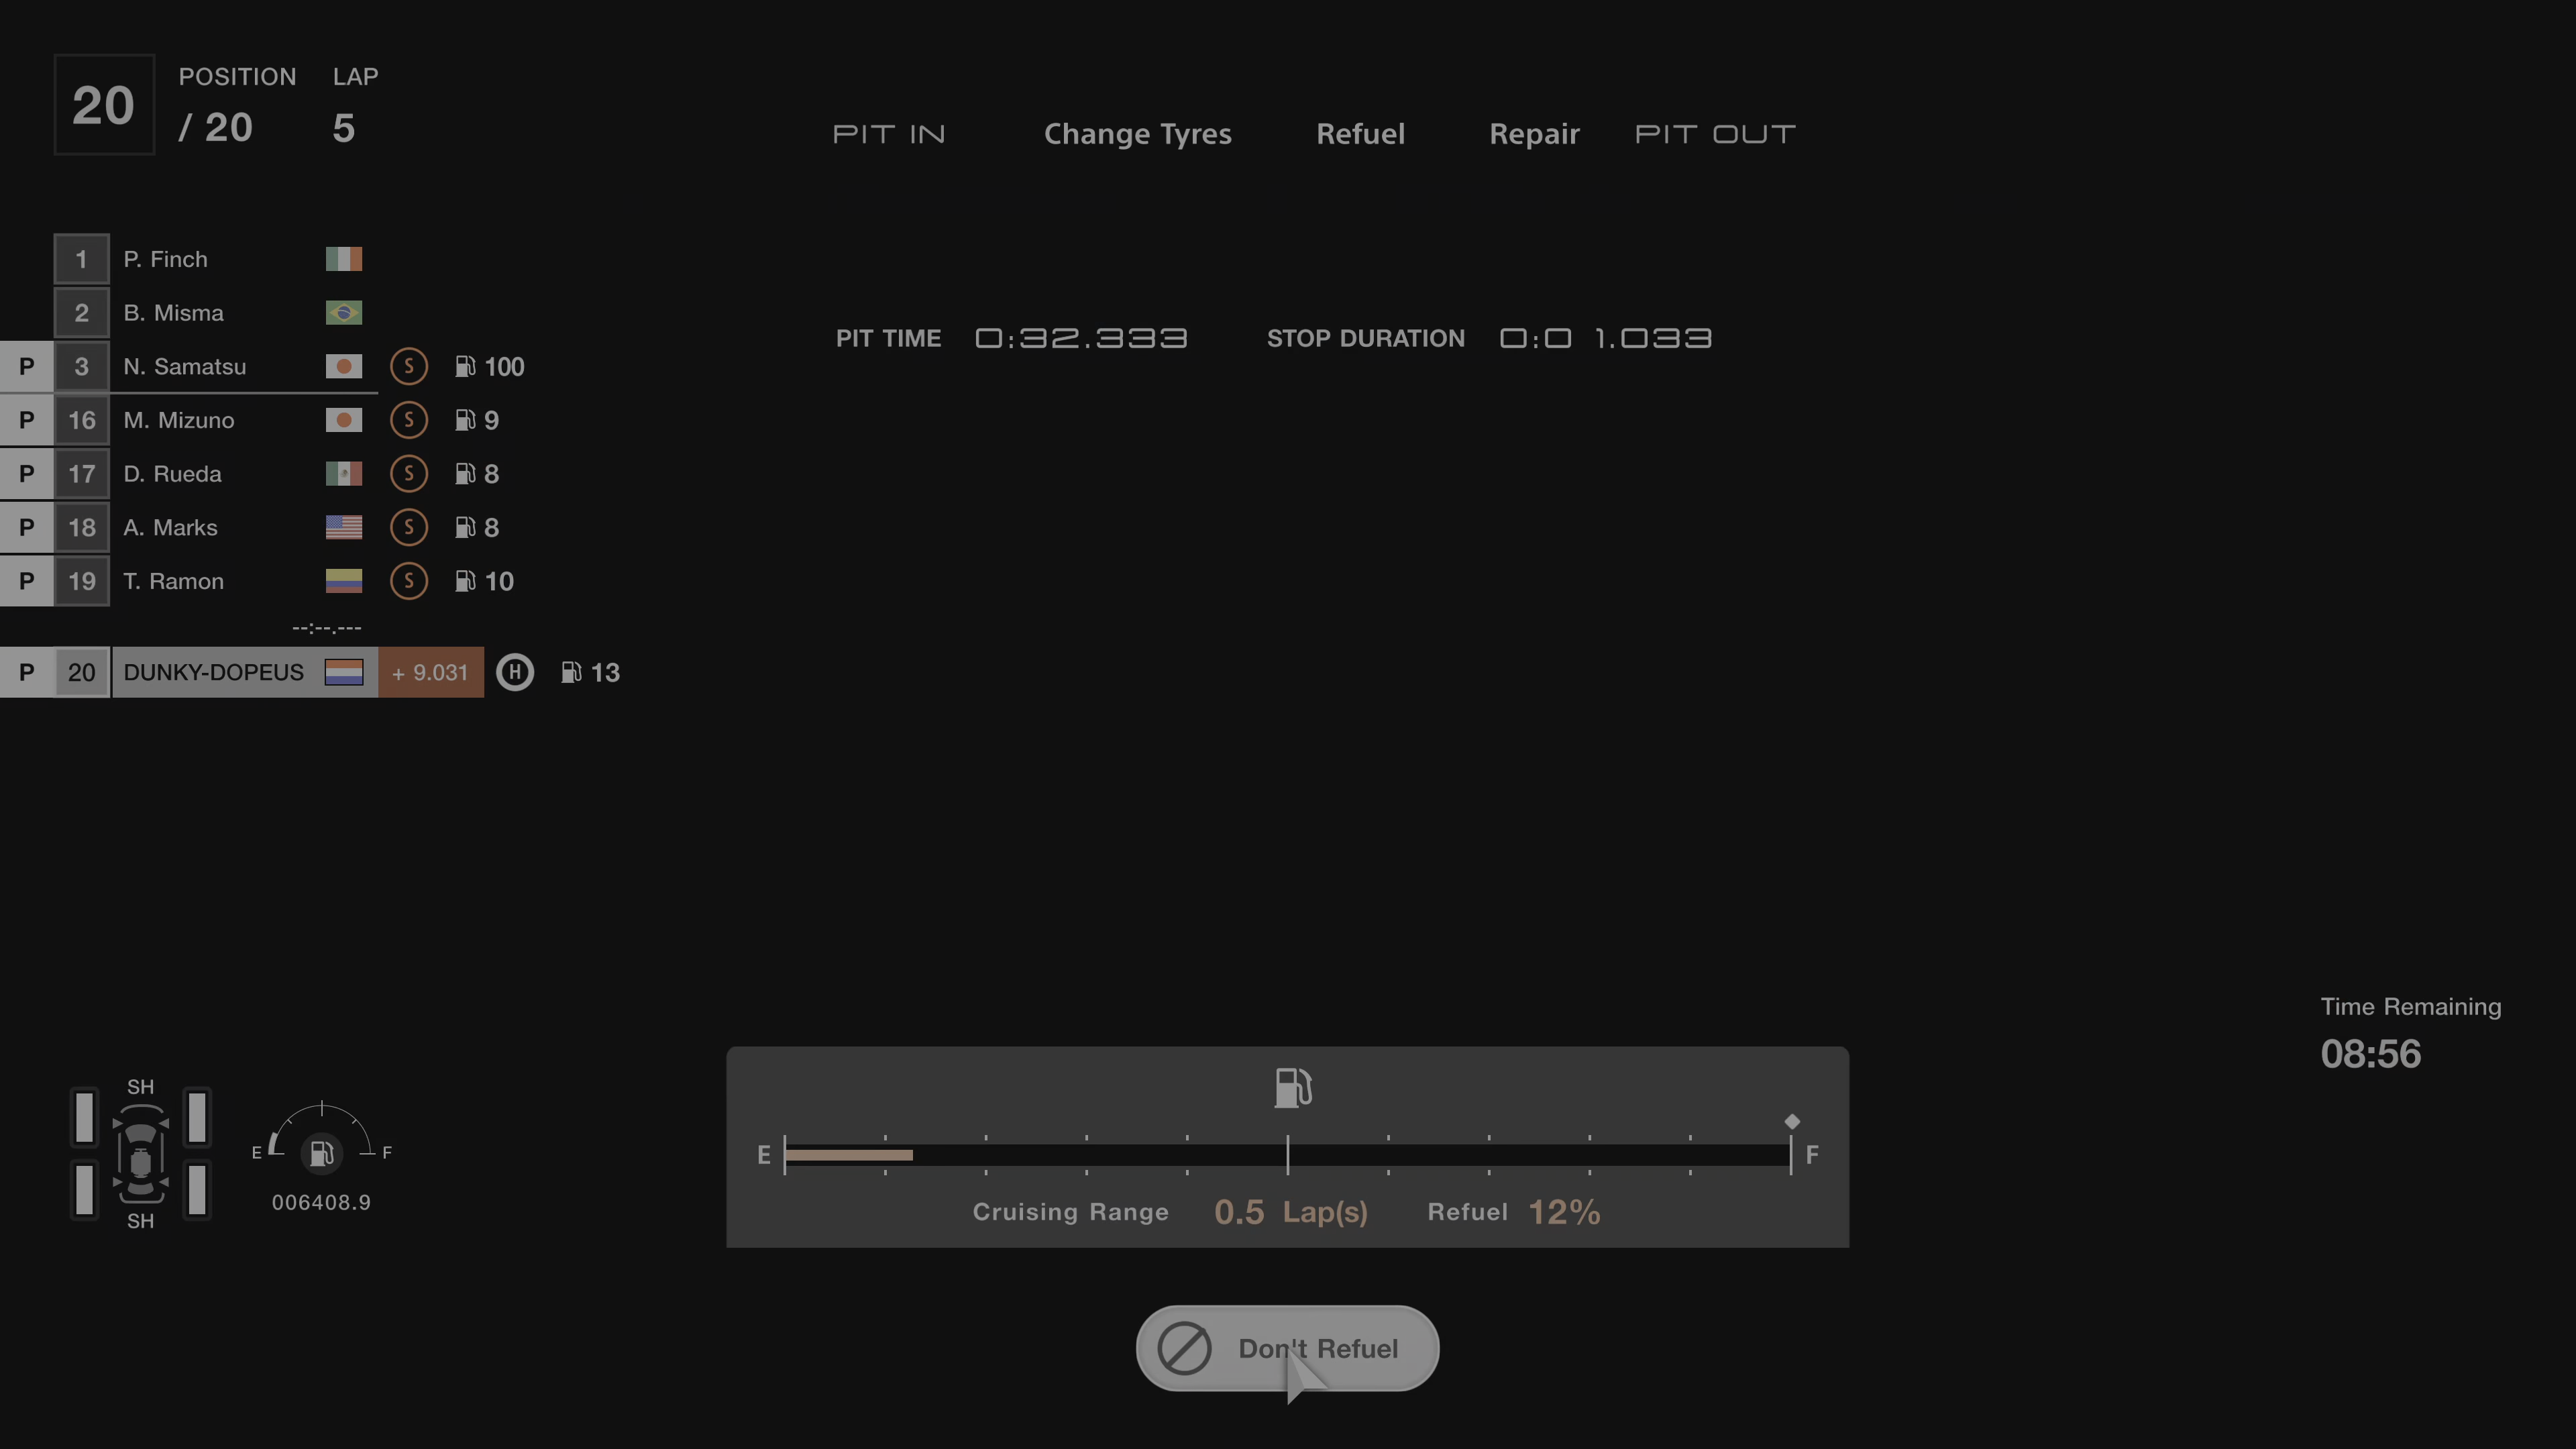 20 POSITION / 20 LAP 5
PIT IN Change Tyres Refuel Repair PIT OUT
PIT TIME 0:32.333 STOP DURATION 0:01.033
1 P. Finch
2 B. Misma
P 3 N. Samatsu S 100
P 16 M. Mizuno S 9
P 17 D. Rueda S 8
P 18 A. Marks S 8
P 19 T. Ramon S 10
--:--.---
P 20 DUNKY-DOPEUS + 9.031 H 13
Time Remaining
08:56
SH
SH
E F
006408.9
E F
Cruising Range 0.5 Lap(s) Refuel 12%
Don't Refuel